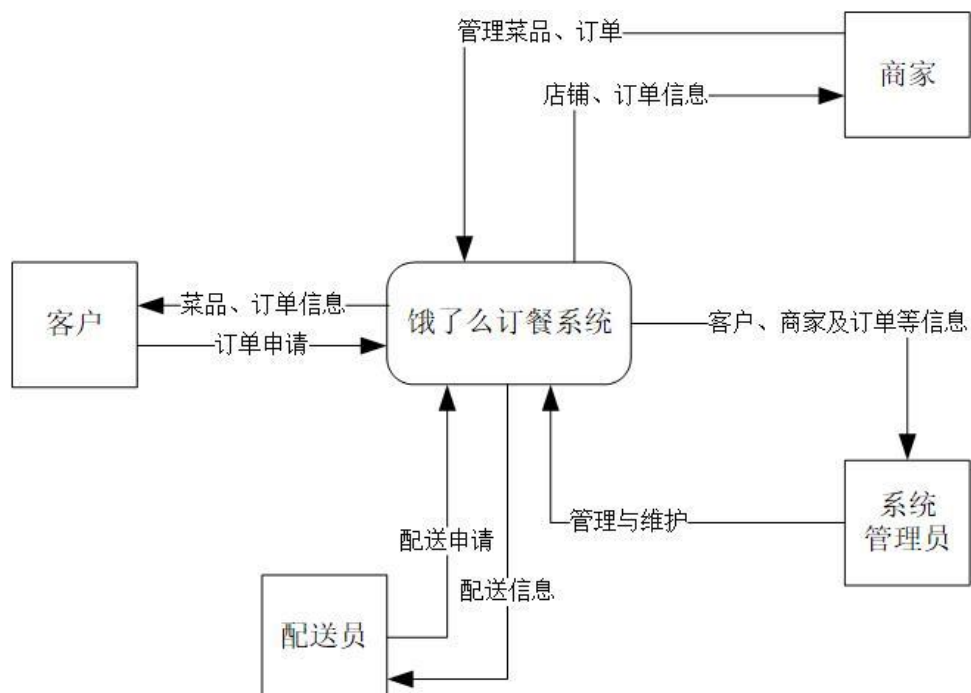 管理菜品、订单
商家
店铺、订单信息
客户
菜品、订单信息
订单申请
饿了么订餐系统
客户、商家及订单等信息
系统
管理员
管理与维护
配送申请
配送信息
配送员